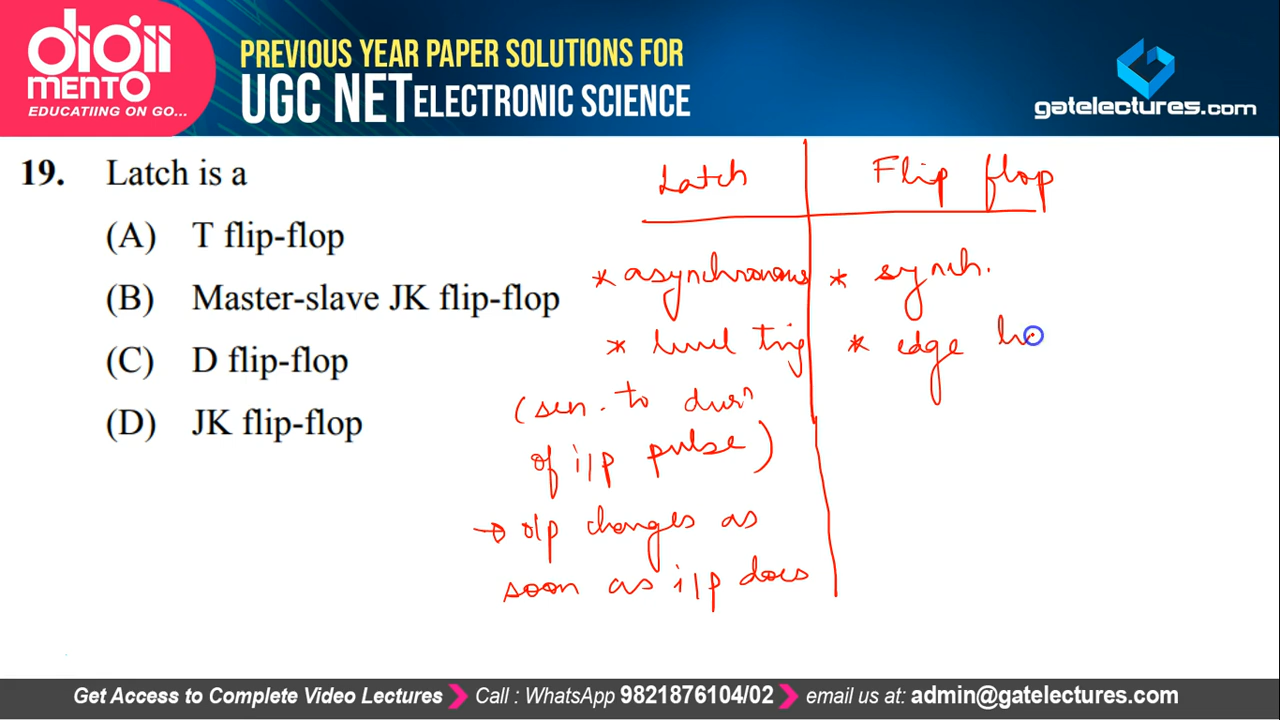 digii
MENTO
EDUCATIING ON GO...
PREVIOUS YEAR PAPER SOLUTIONS FOR
UGC NET ELECTRONIC SCIENCE
gatelectures.com
19. Latch is a
(A) T flip-flop
(B) Master-slave JK flip-flop
(C) D flip-flop
(D) JK flip-flop
Latch
* asynchronous
* level trig
(sen. to dur^n
of i/p pulse)
→ o/p changes as
soon as i/p does
Flip flop
* synch.
* edge
Get Access to Complete Video Lectures Call : WhatsApp 9821876104/02 email us at: admin@gatelectures.com